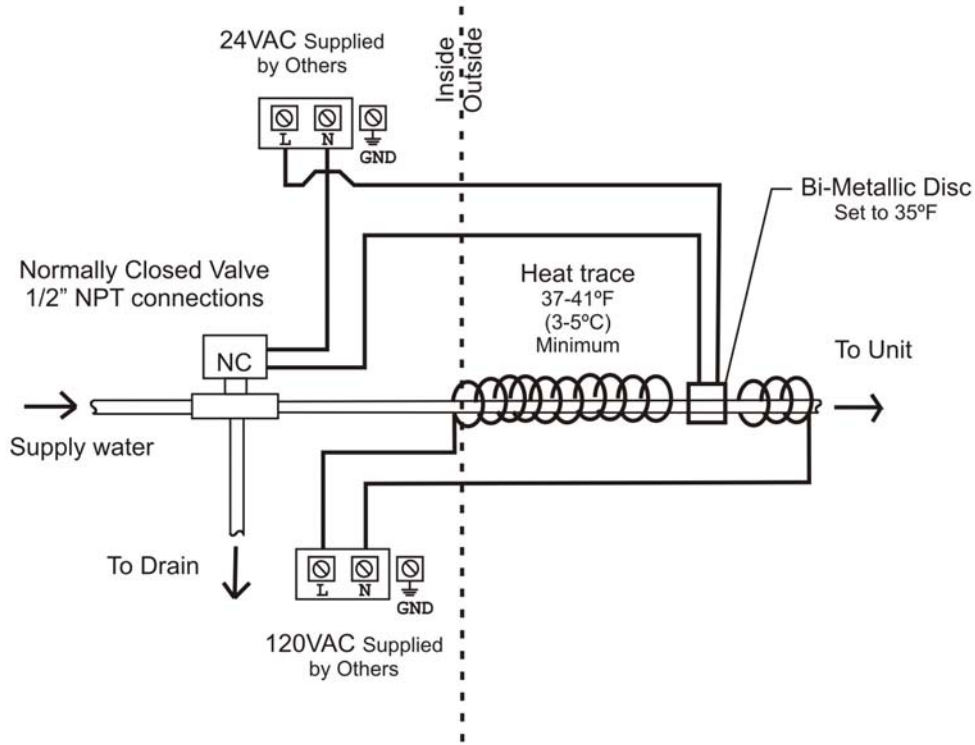 24VAC Supplied
by Others
L
N
GND
Inside
Outside
Bi-Metallic Disc
Set to 35ºF
Normally Closed Valve
1/2” NPT connections
Heat trace
37-41ºF
(3-5ºC)
Minimum
NC
To Unit
Supply water
To Drain
L
N
GND
120VAC Supplied
by Others